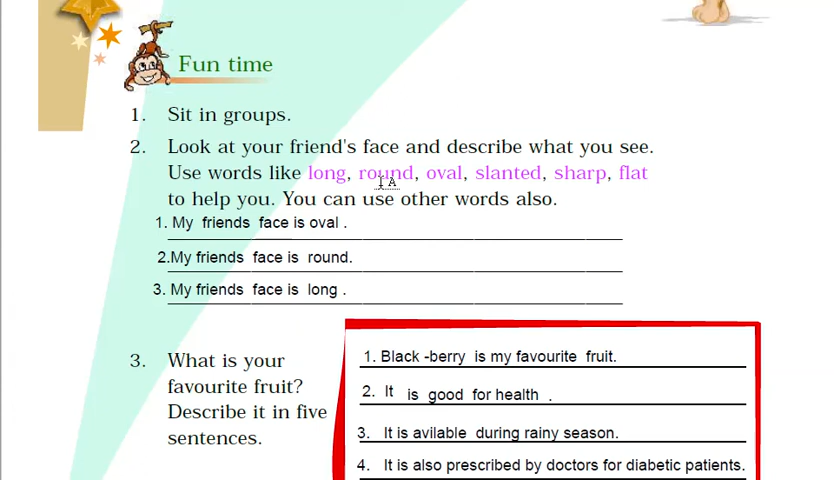 Fun time
1. Sit in groups.
2. Look at your friend's face and describe what you see.
Use words like long, round, oval, slanted, sharp, flat
to help you. You can use other words also.
1. My friends face is oval .
2.My friends face is round.
3. My friends face is long .
3. What is your
favourite fruit?
Describe it in five
sentences.
1. Black -berry is my favourite fruit.
2. It is good for health .
3. It is avilable during rainy season.
4. It is also prescribed by doctors for diabetic patients.